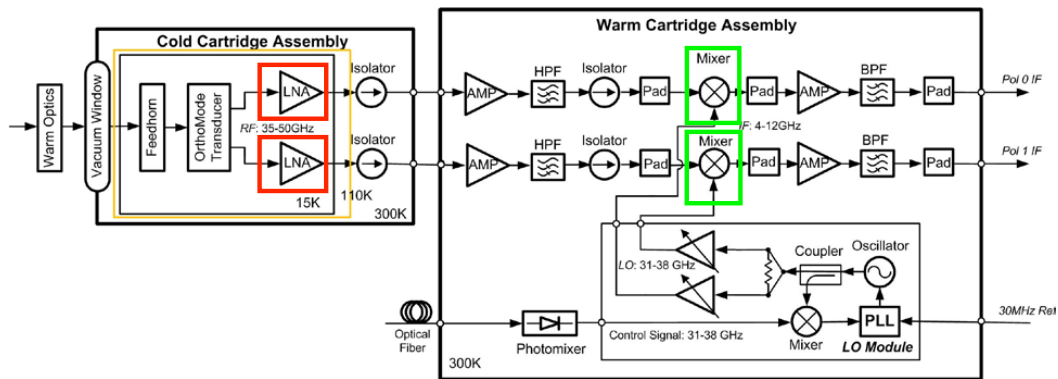 Cold Cartridge Assembly
Warm Cartridge Assembly
Warm Optics
Vacuum Window
Feedhorn
OrthoMode
Transducer
LNA
RF: 35-50GHz
LNA
Isolator
Isolator
15K
110K
300K
AMP
HPF
Isolator
Pad
Mixer
Pad
AMP
BPF
Pad
Pol 0 IF
IF: 4-12GHz
AMP
HPF
Isolator
Pad
Mixer
Pad
AMP
BPF
Pad
Pol 1 IF
LO: 31-38 GHz
Coupler
Oscillator
Optical
Fiber
Photomixer
Control Signal: 31-38 GHz
Mixer
PLL
LO Module
30MHz Ref
300K